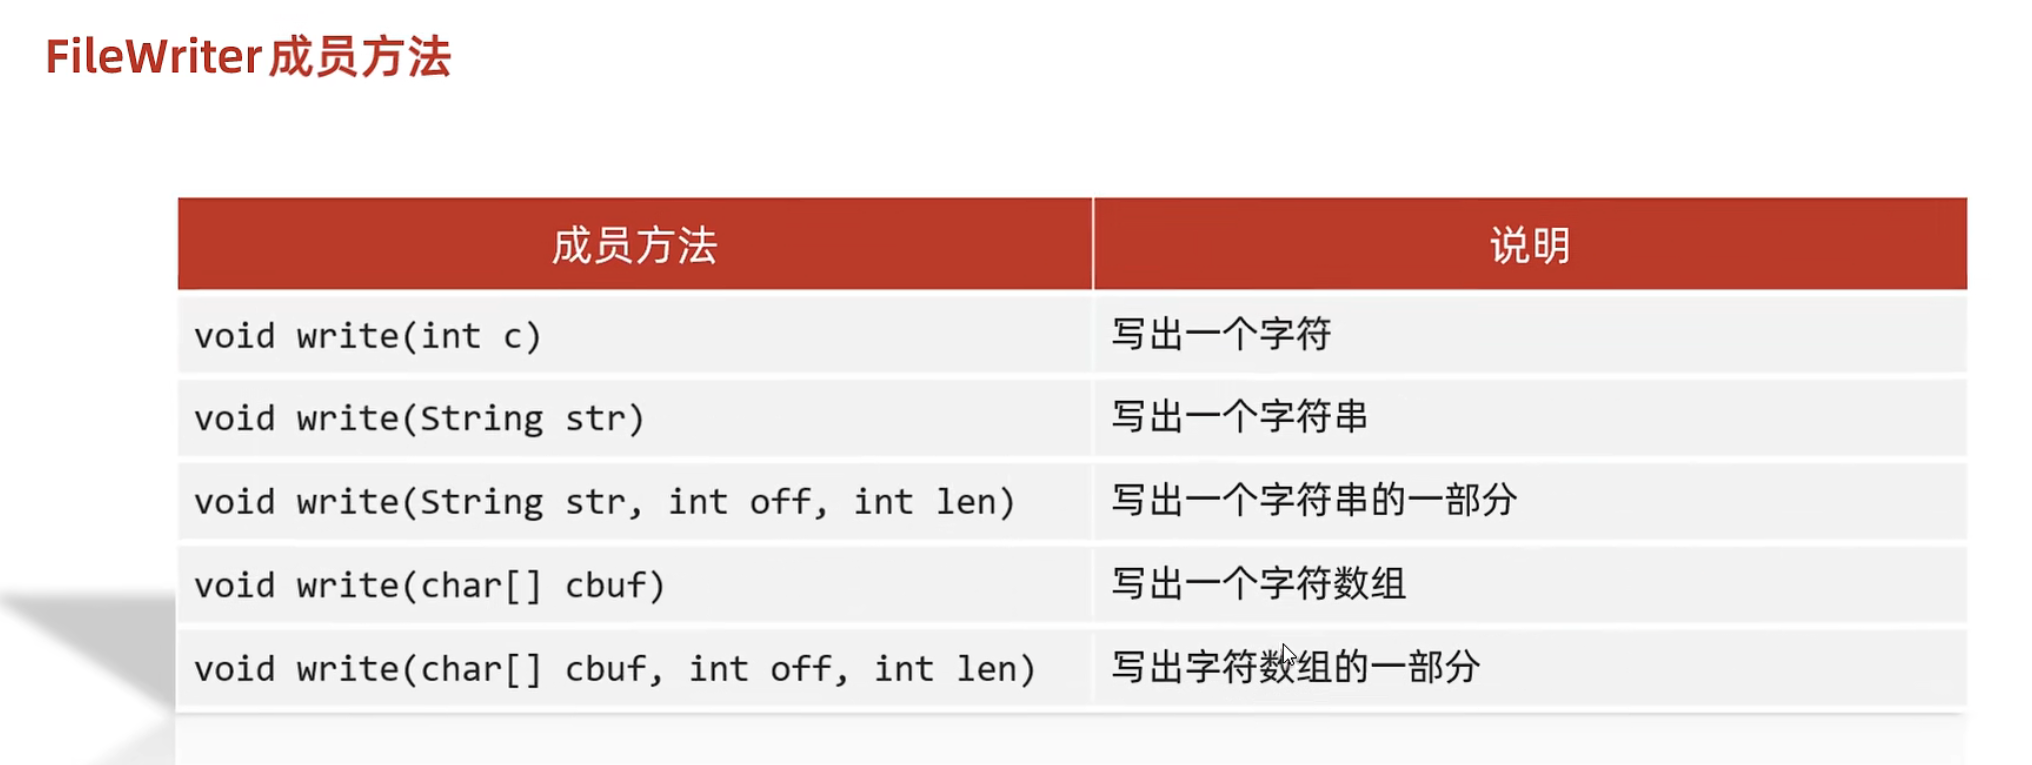 FileWriter成员方法
成员方法 说明
void write(int c) 写出一个字符
void write(String str) 写出一个字符串
void write(String str, int off, int len) 写出一个字符串的一部分
void write(char[] cbuf) 写出一个字符数组
void write(char[] cbuf, int off, int len) 写出字符数组的一部分